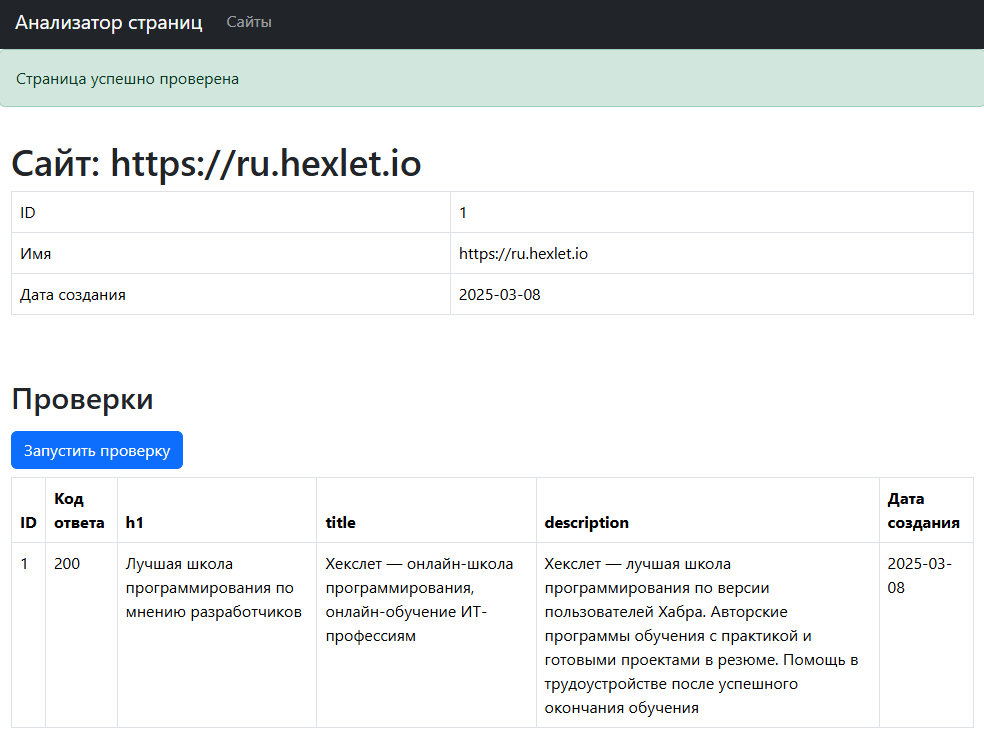 Анализатор страниц Сайты
Страница успешно проверена
Сайт: https://ru.hexlet.io
ID 1
Имя https://ru.hexlet.io
Дата создания 2025-03-08
Проверки
Запустить проверку
ID Код ответа h1 title description Дата создания
1 200 Лучшая школа программирования по мнению разработчиков Хекслет — онлайн-школа программирования, онлайн-обучение ИТ-профессиям Хекслет — лучшая школа программирования по версии пользователей Хабра. Авторские программы обучения с практикой и готовыми проектами в резюме. Помощь в трудоустройстве после успешного окончания обучения 2025-03-08